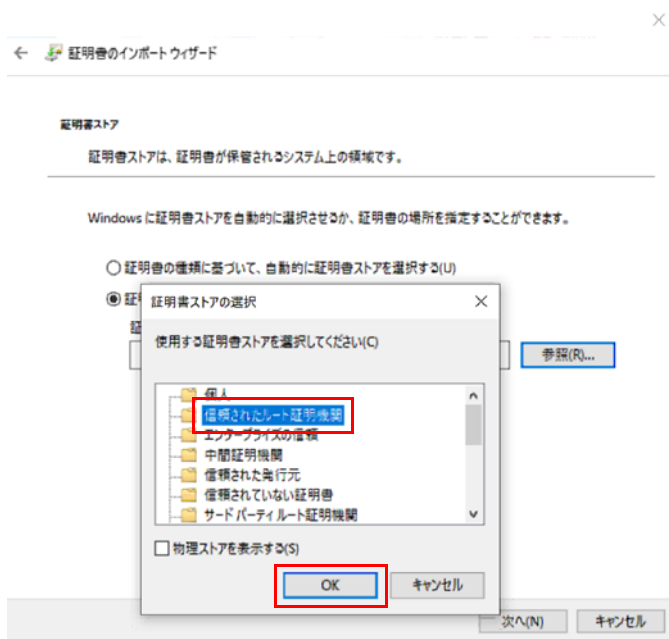 証明書のインポート ウィザード
証明書ストア
証明書ストアは、証明書が保管されるシステム上の領域です。
Windows に証明書ストアを自動的に選択させるか、証明書の場所を指定することができます。
証明書の種類に基づいて、自動的に証明書ストアを選択する(U)
証
証
参照(R)...
証明書ストアの選択
使用する証明書ストアを選択してください(C)
個人
信頼されたルート証明機関
エンタープライズの信頼
中間証明機関
信頼された発行元
信頼されていない証明書
サードパーティ ルート証明機関
物理ストアを表示する(S)
OK
キャンセル
次へ(N)
キャンセル